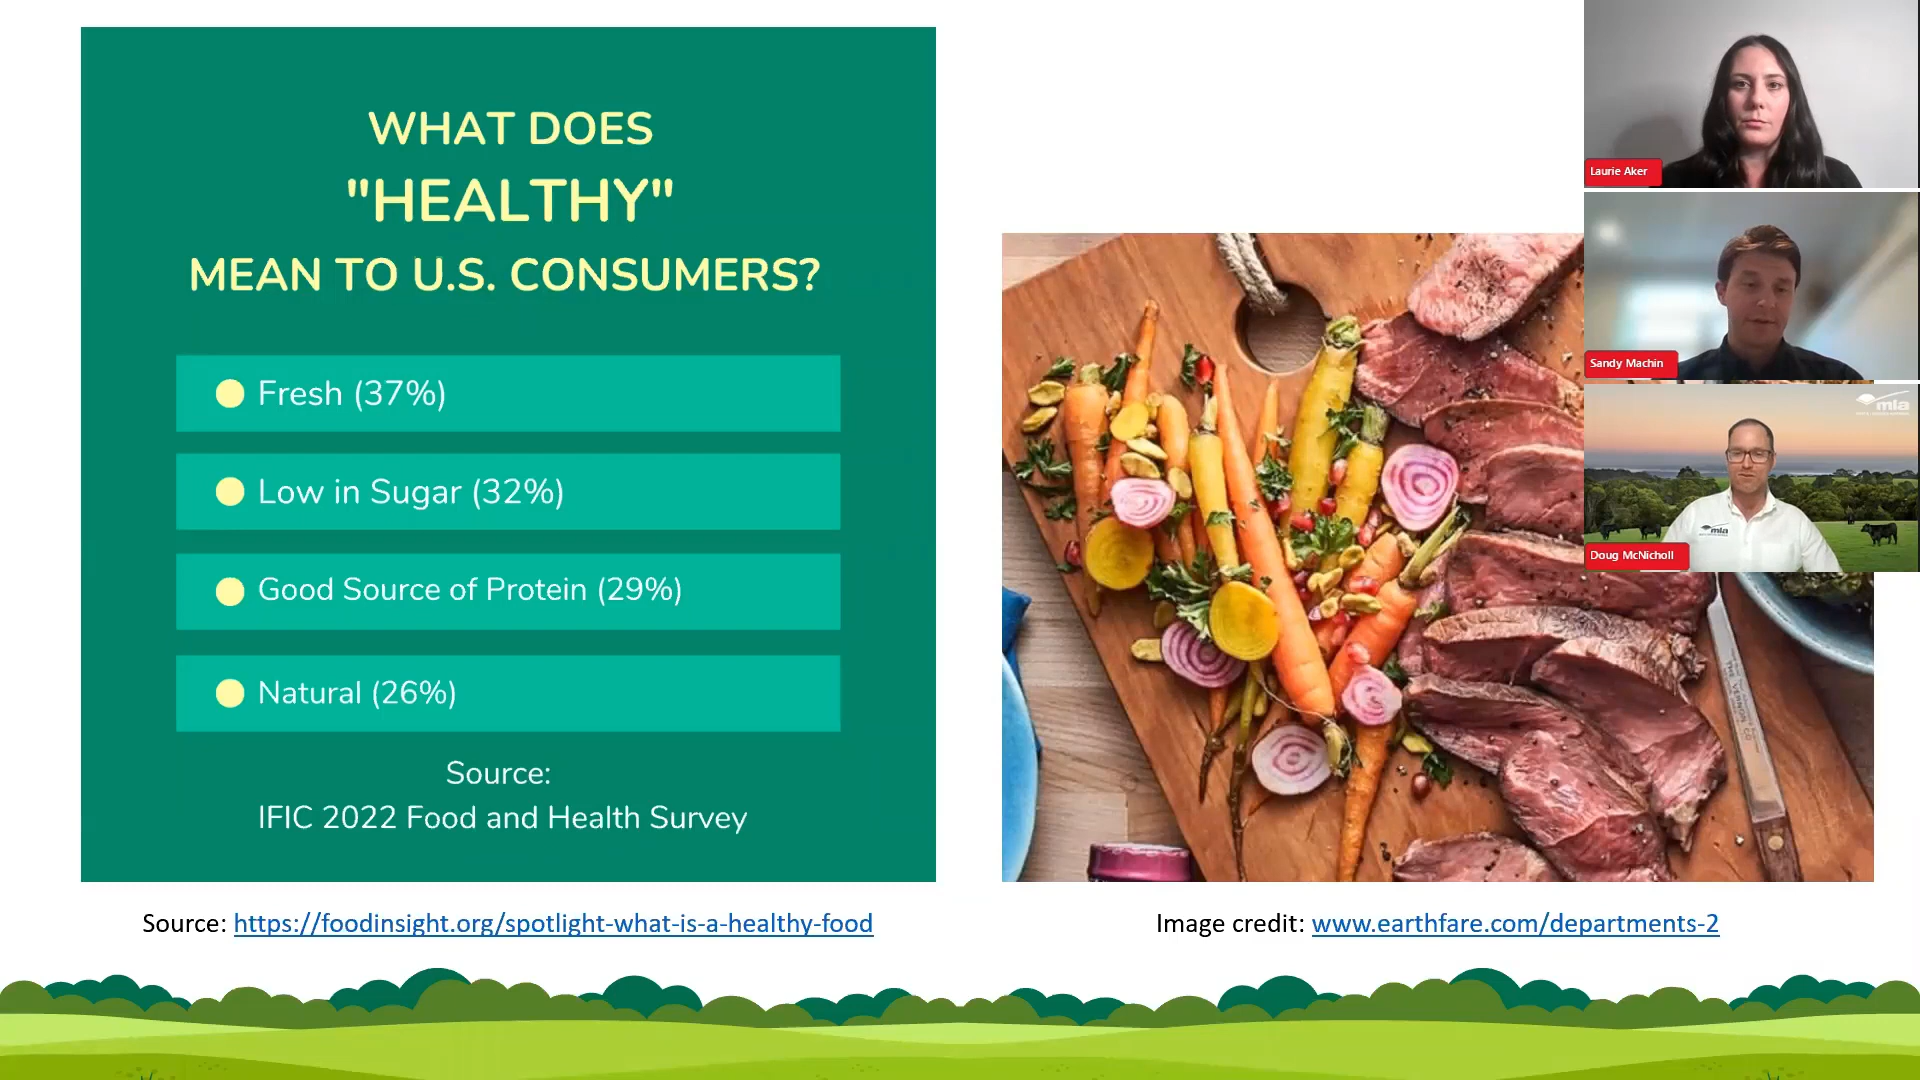 WHAT DOES
"HEALTHY"
MEAN TO U.S. CONSUMERS?
Fresh (37%)
Low in Sugar (32%)
Good Source of Protein (29%)
Natural (26%)
Source:
IFIC 2022 Food and Health Survey
Source: https://foodinsight.org/spotlight-what-is-a-healthy-food
Image credit: www.earthfare.com/departments-2
Laurie Aker
Sandy Machin
mla
mla
Doug McNicholl